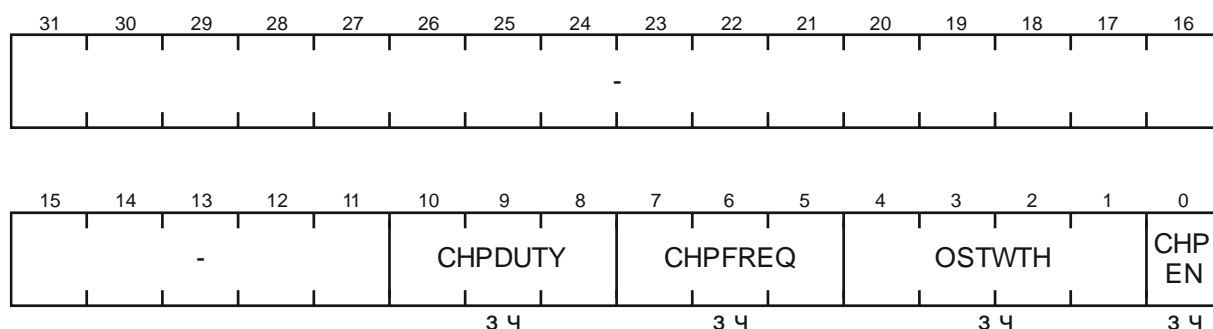 31 30 29 28 27 26 25 24 23 22 21 20 19 18 17 16
-
15 14 13 12 11 10 9 8 7 6 5 4 3 2 1 0
- CHPDUTY CHPFREQ OSTWTH CHP
EN
з ч з ч з ч з ч